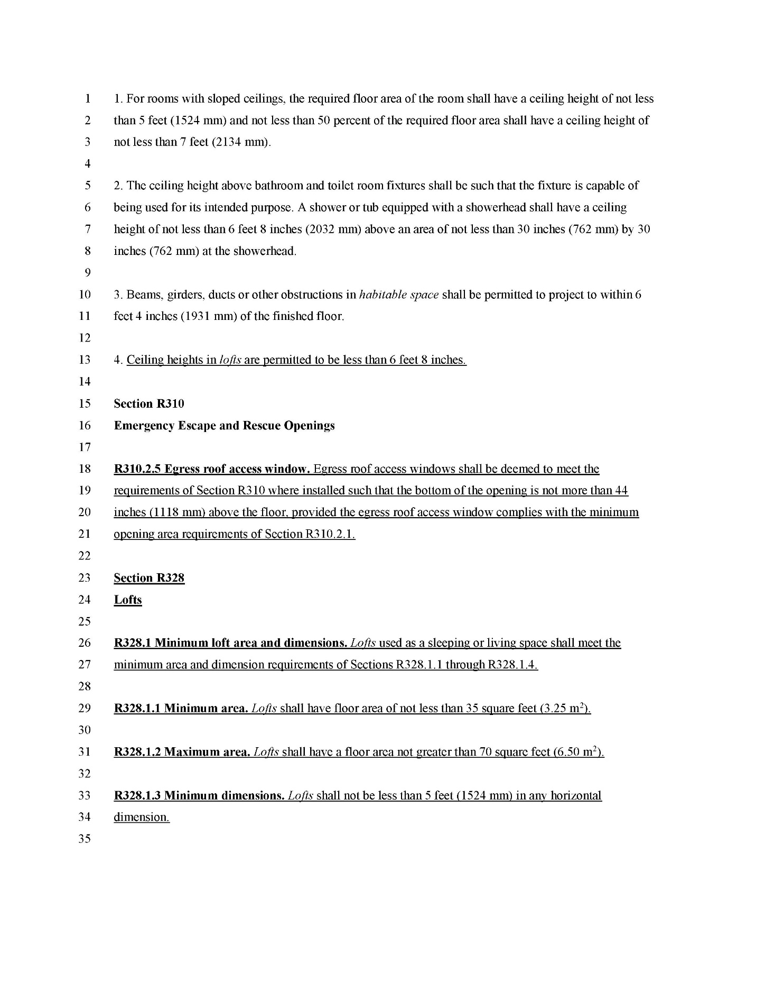 1 1. For rooms with sloped ceilings, the required floor area of the room shall have a ceiling height of not less
2 than 5 feet (1524 mm) and not less than 50 percent of the required floor area shall have a ceiling height of
3 not less than 7 feet (2134 mm).
4
5 2. The ceiling height above bathroom and toilet room fixtures shall be such that the fixture is capable of
6 being used for its intended purpose. A shower or tub equipped with a showerhead shall have a ceiling
7 height of not less than 6 feet 8 inches (2032 mm) above an area of not less than 30 inches (762 mm) by 30
8 inches (762 mm) at the showerhead.
9
10 3. Beams, girders, ducts or other obstructions in habitable space shall be permitted to project to within 6
11 feet 4 inches (1931 mm) of the finished floor.
12
13 4. Ceiling heights in lofts are permitted to be less than 6 feet 8 inches.
14
15 Section R310
16 Emergency Escape and Rescue Openings
17
18 R310.2.5 Egress roof access window. Egress roof access windows shall be deemed to meet the
19 requirements of Section R310 where installed such that the bottom of the opening is not more than 44
20 inches (1118 mm) above the floor, provided the egress roof access window complies with the minimum
21 opening area requirements of Section R310.2.1.
22
23 Section R328
24 Lofts
25
26 R328.1 Minimum loft area and dimensions. Lofts used as a sleeping or living space shall meet the
27 minimum area and dimension requirements of Sections R328.1.1 through R328.1.4.
28
29 R328.1.1 Minimum area. Lofts shall have floor area of not less than 35 square feet (3.25 m²).
30
31 R328.1.2 Maximum area. Lofts shall have a floor area not greater than 70 square feet (6.50 m²).
32
33 R328.1.3 Minimum dimensions. Lofts shall not be less than 5 feet (1524 mm) in any horizontal
34 dimension.
35